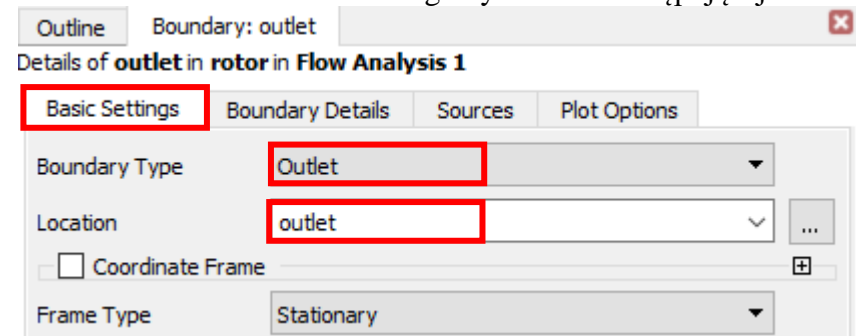 Outline Boundary: outlet
Details of outlet in rotor in Flow Analysis 1
Basic Settings Boundary Details Sources Plot Options
Boundary Type Outlet
Location outlet ...
Coordinate Frame
Frame Type Stationary